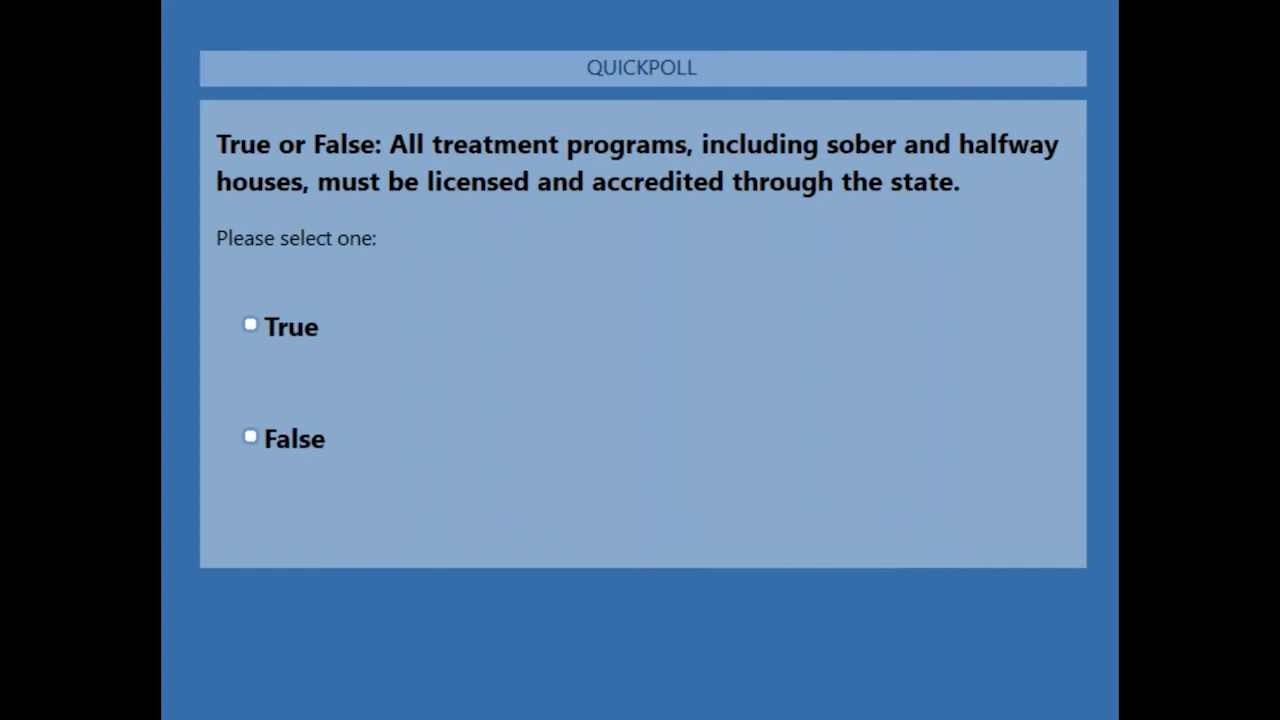 QUICKPOLL
True or False: All treatment programs, including sober and halfway
houses, must be licensed and accredited through the state.
Please select one:
True
False